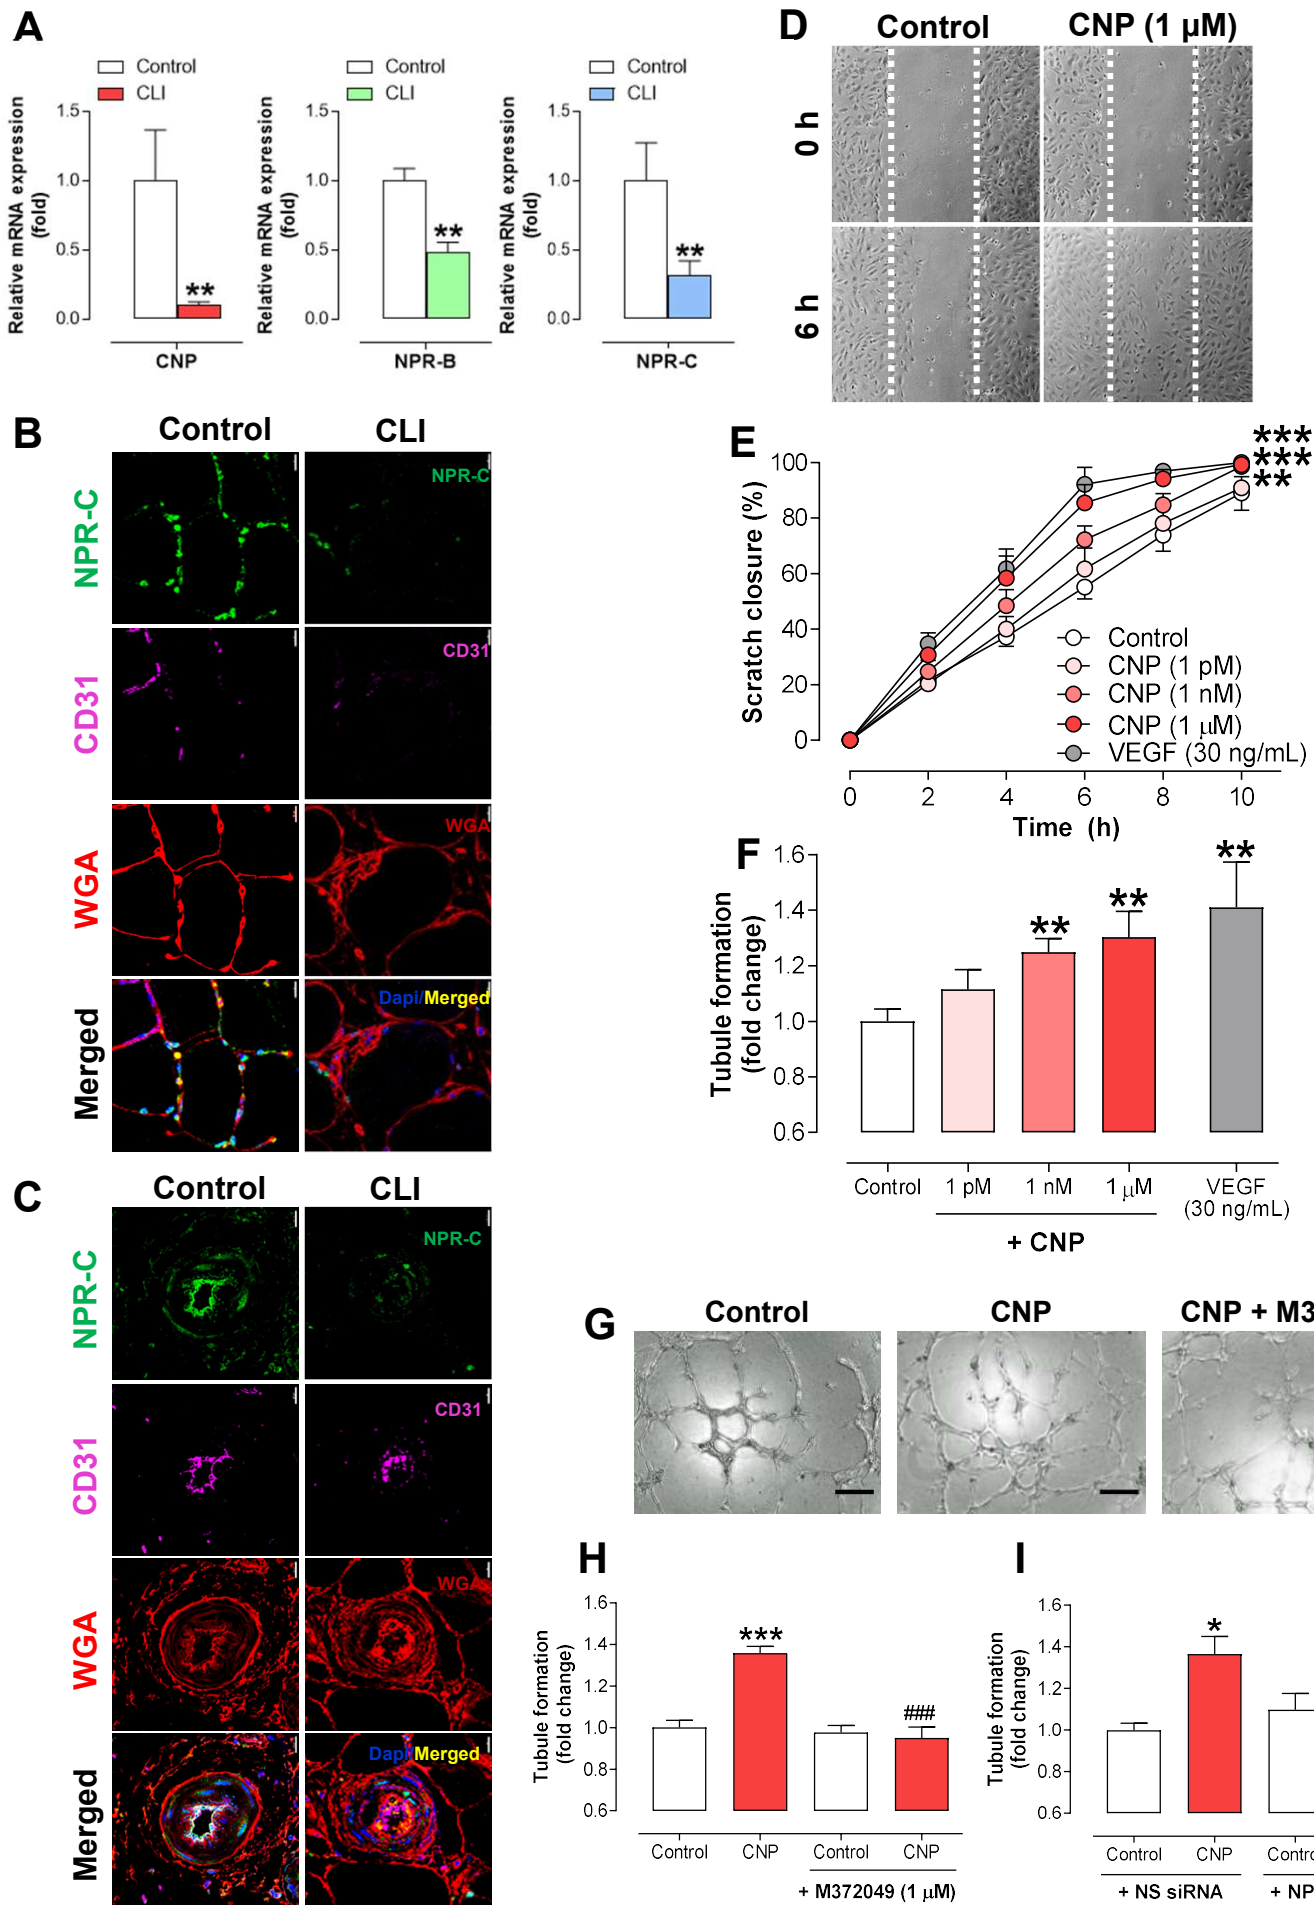 A
Control
CLI
Relative mRNA expression
(fold)
1.5
1.0
0.5
0.0
**
CNP
Control
CLI
Relative mRNA expression
(fold)
1.5
1.0
0.5
0.0
**
NPR-B
Control
CLI
Relative mRNA expression
(fold)
1.5
1.0
0.5
0.0
**
NPR-C
B
Control
CLI
NPR-C
NPR-C
CD31
CD31
WGA
WGA
Merged
Dapi/Merged
C
Control
CLI
NPR-C
NPR-C
CD31
CD31
WGA
WGA
Merged
Dapi/Merged
D
Control
CNP (1 µM)
0 h
6 h
E
Scratch closure (%)
100
80
60
40
20
0
***
***
**
Control
CNP (1 pM)
CNP (1 nM)
CNP (1 µM)
VEGF (30 ng/mL)
0 2 4 6 8 10
Time (h)
F
Tubule formation
(fold change)
1.6
1.4
1.2
1.0
0.8
0.6
**
**
**
Control 1 pM 1 nM 1 µM VEGF
(30 ng/mL)
+ CNP
G
Control
CNP
CNP + M3
H
Tubule formation
(fold change)
1.6
1.4
1.2
1.0
0.8
0.6
***
###
Control CNP Control CNP
+ M372049 (1 µM)
I
Tubule formation
(fold change)
1.6
1.4
1.2
1.0
0.8
0.6
*
Control CNP Contro
+ NS siRNA + NP